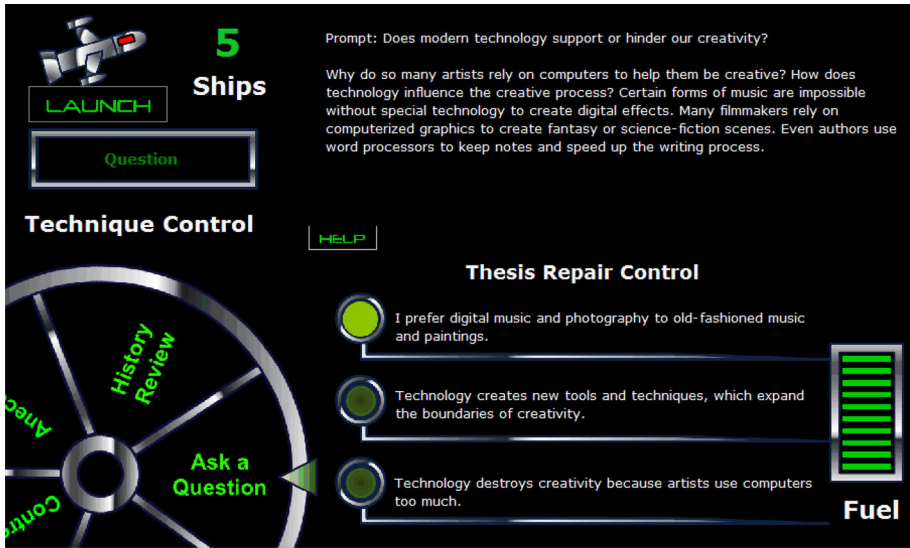 5
Ships
LAUNCH
Question
Technique Control
Prompt: Does modern technology support or hinder our creativity?
Why do so many artists rely on computers to help them be creative? How does
technology influence the creative process? Certain forms of music are impossible
without special technology to create digital effects. Many filmmakers rely on
computerized graphics to create fantasy or science-fiction scenes. Even authors use
word processors to keep notes and speed up the writing process.
HELP
Thesis Repair Control
I prefer digital music and photography to old-fashioned music
and paintings.
Technology creates new tools and techniques, which expand
the boundaries of creativity.
Technology destroys creativity because artists use computers
too much.
Fuel
History
Review
Ask a
Question
Anec
Contro